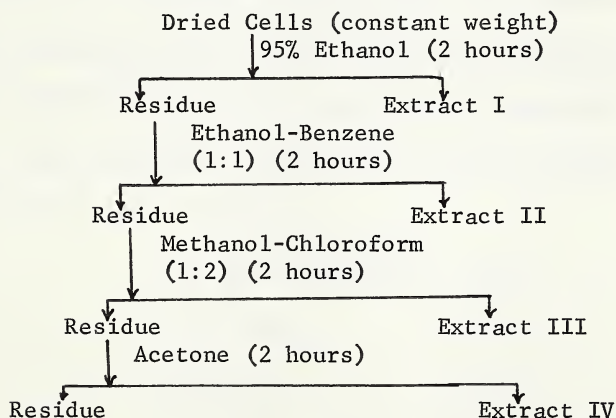 Dried Cells (constant weight)
95% Ethanol (2 hours)
Residue Extract I
Ethanol-Benzene
(1:1) (2 hours)
Residue Extract II
Methanol-Chloroform
(1:2) (2 hours)
Residue Extract III
Acetone (2 hours)
Residue Extract IV